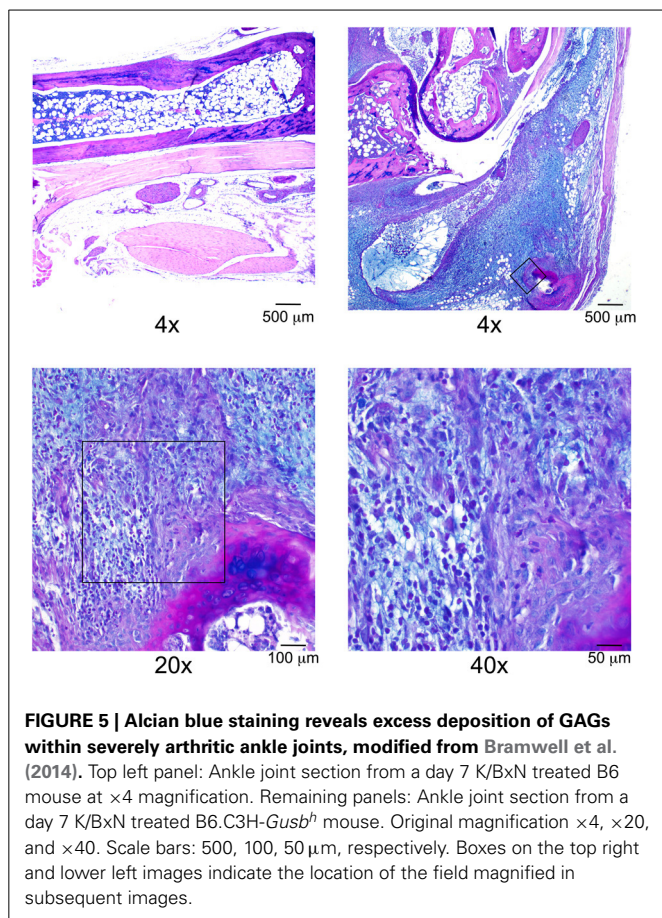 500 µm
4x
500 µm
4x
100 µm
20x
50 µm
40x
FIGURE 5 | Alcian blue staining reveals excess deposition of GAGs
within severely arthritic ankle joints, modified from Bramwell et al.
(2014). Top left panel: Ankle joint section from a day 7 K/BxN treated B6
mouse at ×4 magnification. Remaining panels: Ankle joint section from a
day 7 K/BxN treated B6.C3H-Gusbʰ mouse. Original magnification ×4, ×20,
and ×40. Scale bars: 500, 100, 50 µm, respectively. Boxes on the top right
and lower left images indicate the location of the field magnified in
subsequent images.